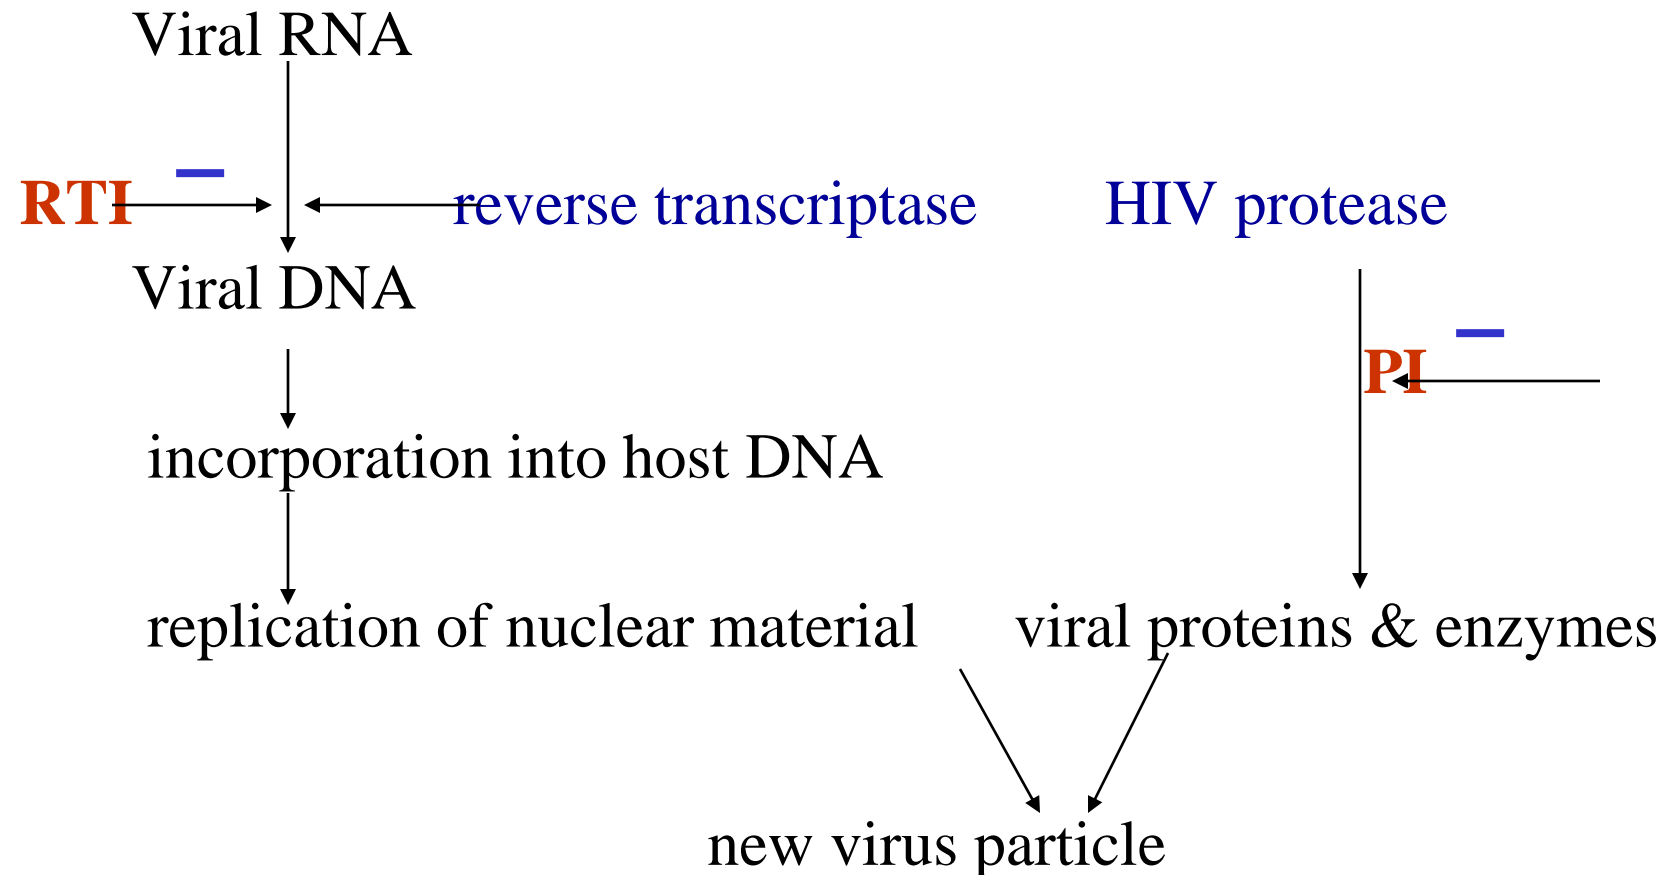 Viral RNA
RTI – reverse transcriptase HIV protease
Viral DNA
PI –
incorporation into host DNA
replication of nuclear material viral proteins & enzymes
new virus particle